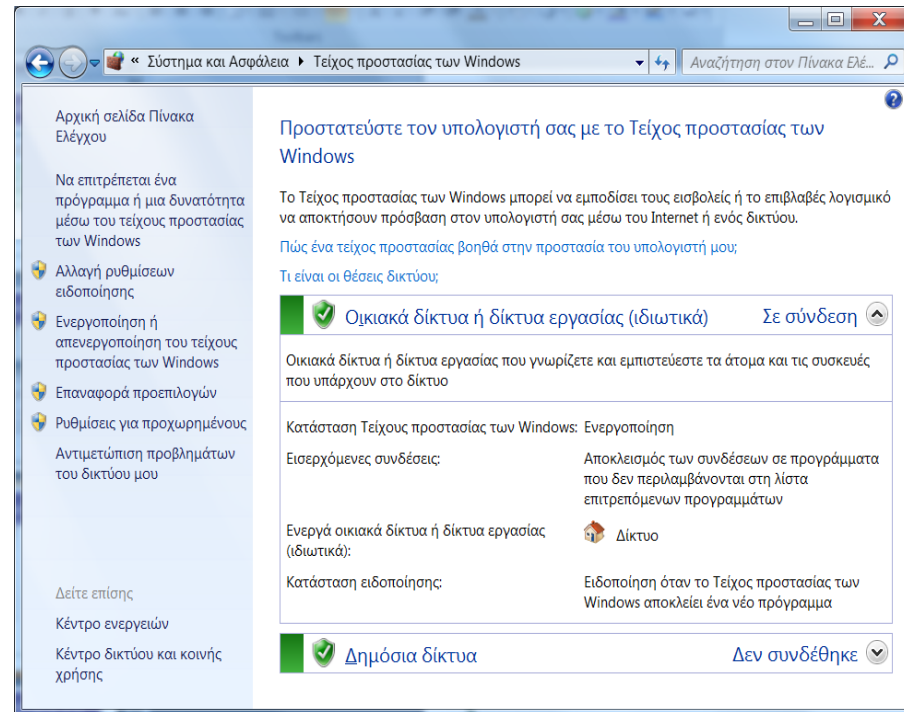 « Σύστημα και Ασφάλεια ▸ Τείχος προστασίας των Windows
Αναζήτηση στον Πίνακα Ελέ...
Αρχική σελίδα Πίνακα
Ελέγχου
Να επιτρέπεται ένα
πρόγραμμα ή μια δυνατότητα
μέσω του τείχους προστασίας
των Windows
Αλλαγή ρυθμίσεων
ειδοποίησης
Ενεργοποίηση ή
απενεργοποίηση του τείχους
προστασίας των Windows
Επαναφορά προεπιλογών
Ρυθμίσεις για προχωρημένους
Αντιμετώπιση προβλημάτων
του δικτύου μου
Δείτε επίσης
Κέντρο ενεργειών
Κέντρο δικτύου και κοινής
χρήσης
Προστατεύστε τον υπολογιστή σας με το Τείχος προστασίας των
Windows
Το Τείχος προστασίας των Windows μπορεί να εμποδίσει τους εισβολείς ή το επιβλαβές λογισμικό
να αποκτήσουν πρόσβαση στον υπολογιστή σας μέσω του Internet ή ενός δικτύου.
Πώς ένα τείχος προστασίας βοηθά στην προστασία του υπολογιστή μου;
Τι είναι οι θέσεις δικτύου;
Οικιακά δίκτυα ή δίκτυα εργασίας (ιδιωτικά) Σε σύνδεση
Οικιακά δίκτυα ή δίκτυα εργασίας που γνωρίζετε και εμπιστεύεστε τα άτομα και τις συσκευές
που υπάρχουν στο δίκτυο
Κατάσταση Τείχους προστασίας των Windows: Ενεργοποίηση
Εισερχόμενες συνδέσεις: Αποκλεισμός των συνδέσεων σε προγράμματα
που δεν περιλαμβάνονται στη λίστα
επιτρεπόμενων προγραμμάτων
Ενεργά οικιακά δίκτυα ή δίκτυα εργασίας
(ιδιωτικά):
Δίκτυο
Κατάσταση ειδοποίησης: Ειδοποίηση όταν το Τείχος προστασίας των
Windows αποκλείει ένα νέο πρόγραμμα
Δημόσια δίκτυα Δεν συνδέθηκε